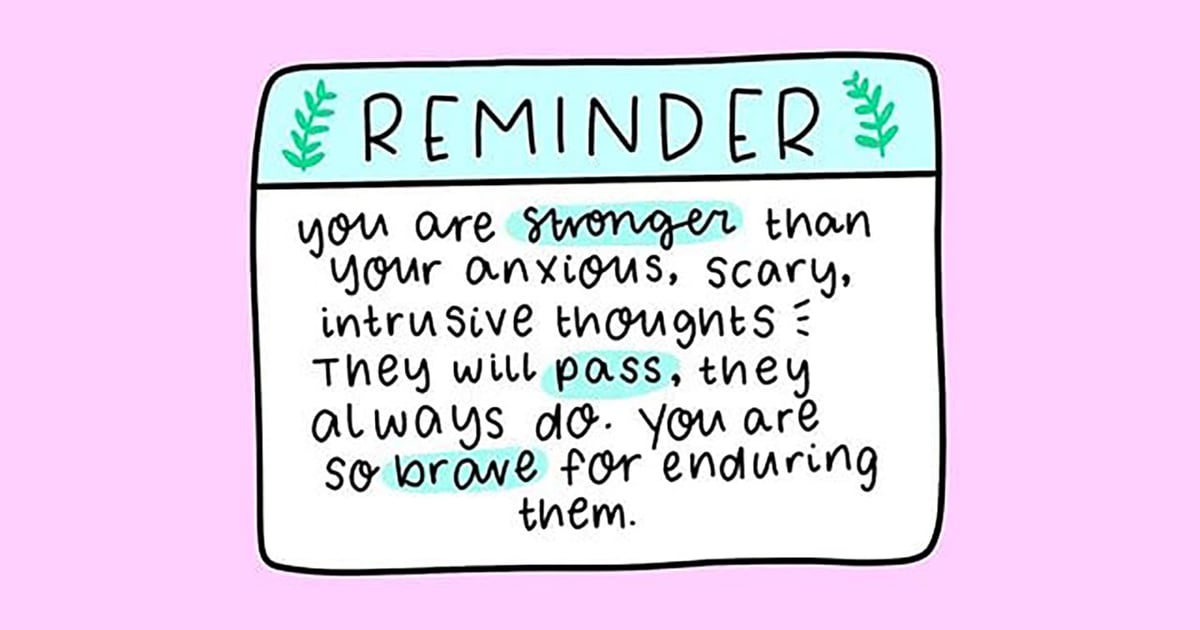 REMINDER
you are stronger than
your anxious, scary,
intrusive thoughts
They will pass, they
always do. you are
so brave for enduring
them.